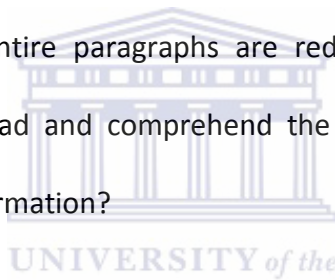 ntire paragraphs are red
ad and comprehend the
rmation?
UNIVERSITY of the